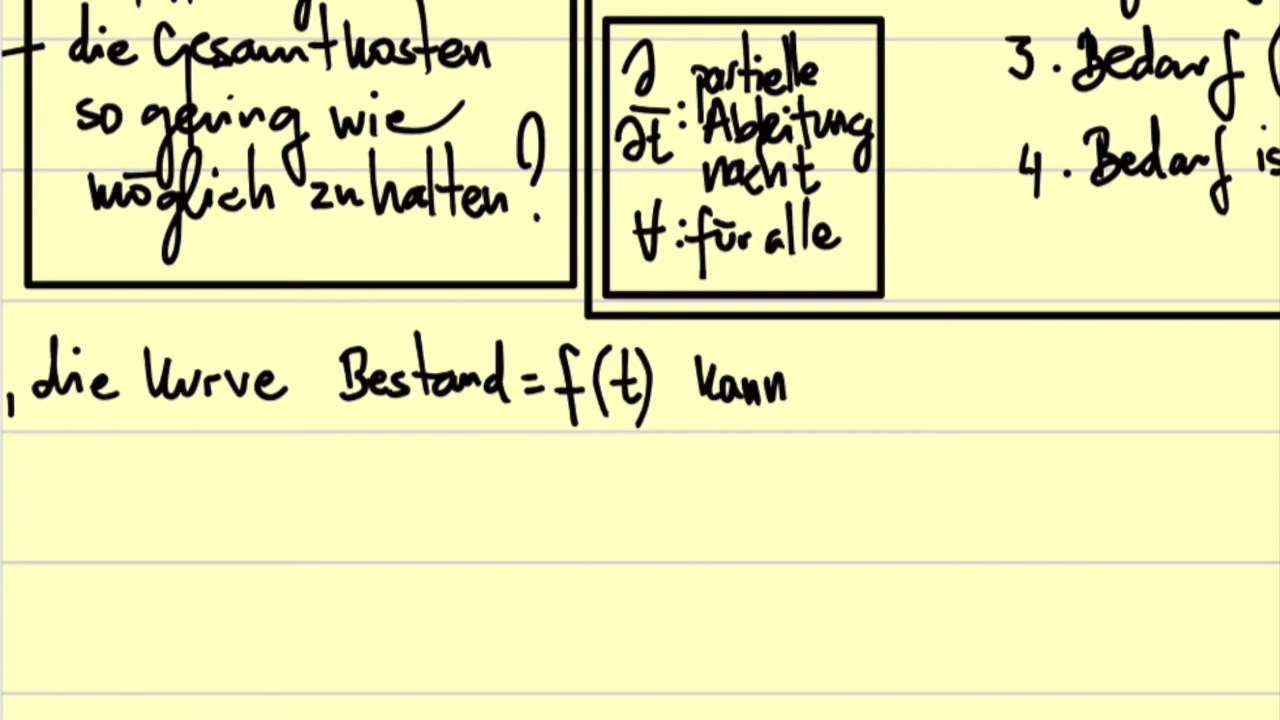 die Gesamtkosten
so gering wie
möglich zu halten?
∂/∂t : partielle
Ableitung
nach t
∀ : für alle
3. Bedarf (
4. Bedarf is
, die Kurve Bestand = f(t) kann